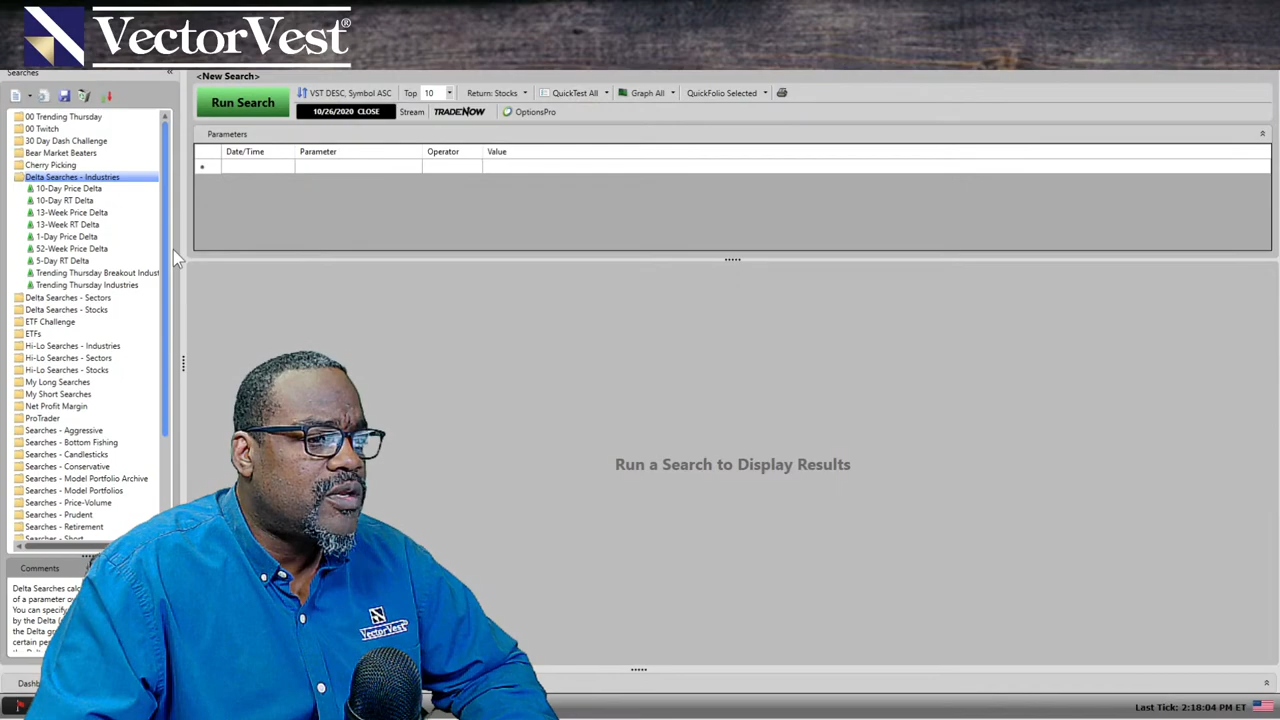 VectorVest®
Searches
«
<New Search>
Run Search
VST DESC, Symbol ASC
Top
10
Return: Stocks
QuickTest All
Graph All
QuickFolio Selected
10/26/2020 CLOSE
Stream
TRADENOW
OptionsPro
Parameters
Date/Time
Parameter
Operator
Value
00 Trending Thursday
00 Twitch
30 Day Dash Challenge
Bear Market Beaters
Cherry Picking
Delta Searches - Industries
10-Day Price Delta
10-Day RT Delta
13-Week Price Delta
13-Week RT Delta
1-Day Price Delta
52-Week Price Delta
5-Day RT Delta
Trending Thursday Breakout Indust
Trending Thursday Industries
Delta Searches - Sectors
Delta Searches - Stocks
ETF Challenge
ETFs
Hi-Lo Searches - Industries
Hi-Lo Searches - Sectors
Hi-Lo Searches - Stocks
My Long Searches
My Short Searches
Net Profit Margin
ProTrader
Searches - Aggressive
Searches - Bottom Fishing
Searches - Candlesticks
Searches - Conservative
Searches - Model Portfolio Archive
Searches - Model Portfolios
Searches - Price-Volume
Searches - Prudent
Searches - Retirement
Searches - Short
Run a Search to Display Results
Comments
Delta Searches calc
of a parameter ov
You can specify
by the Delta (
the Delta gr
certain per
VectorVest
Dashb
Last Tick: 2:18:04 PM ET